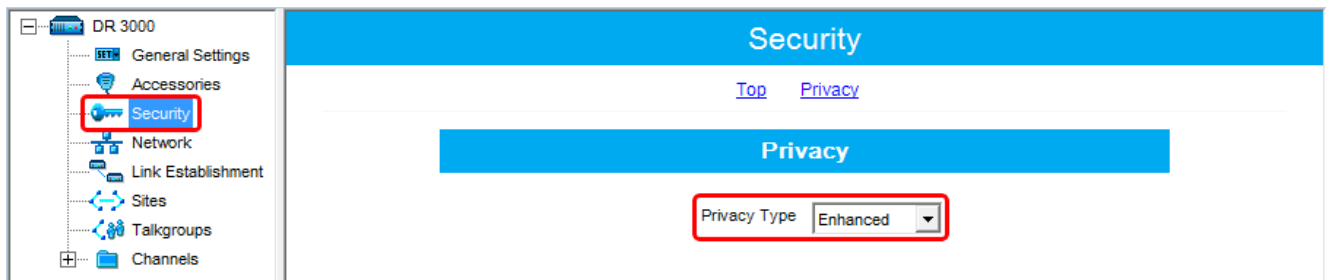 DR 3000
SET
General Settings
Accessories
Security
Network
Link Establishment
Sites
Talkgroups
Channels
Security
Top Privacy
Privacy
Privacy Type Enhanced